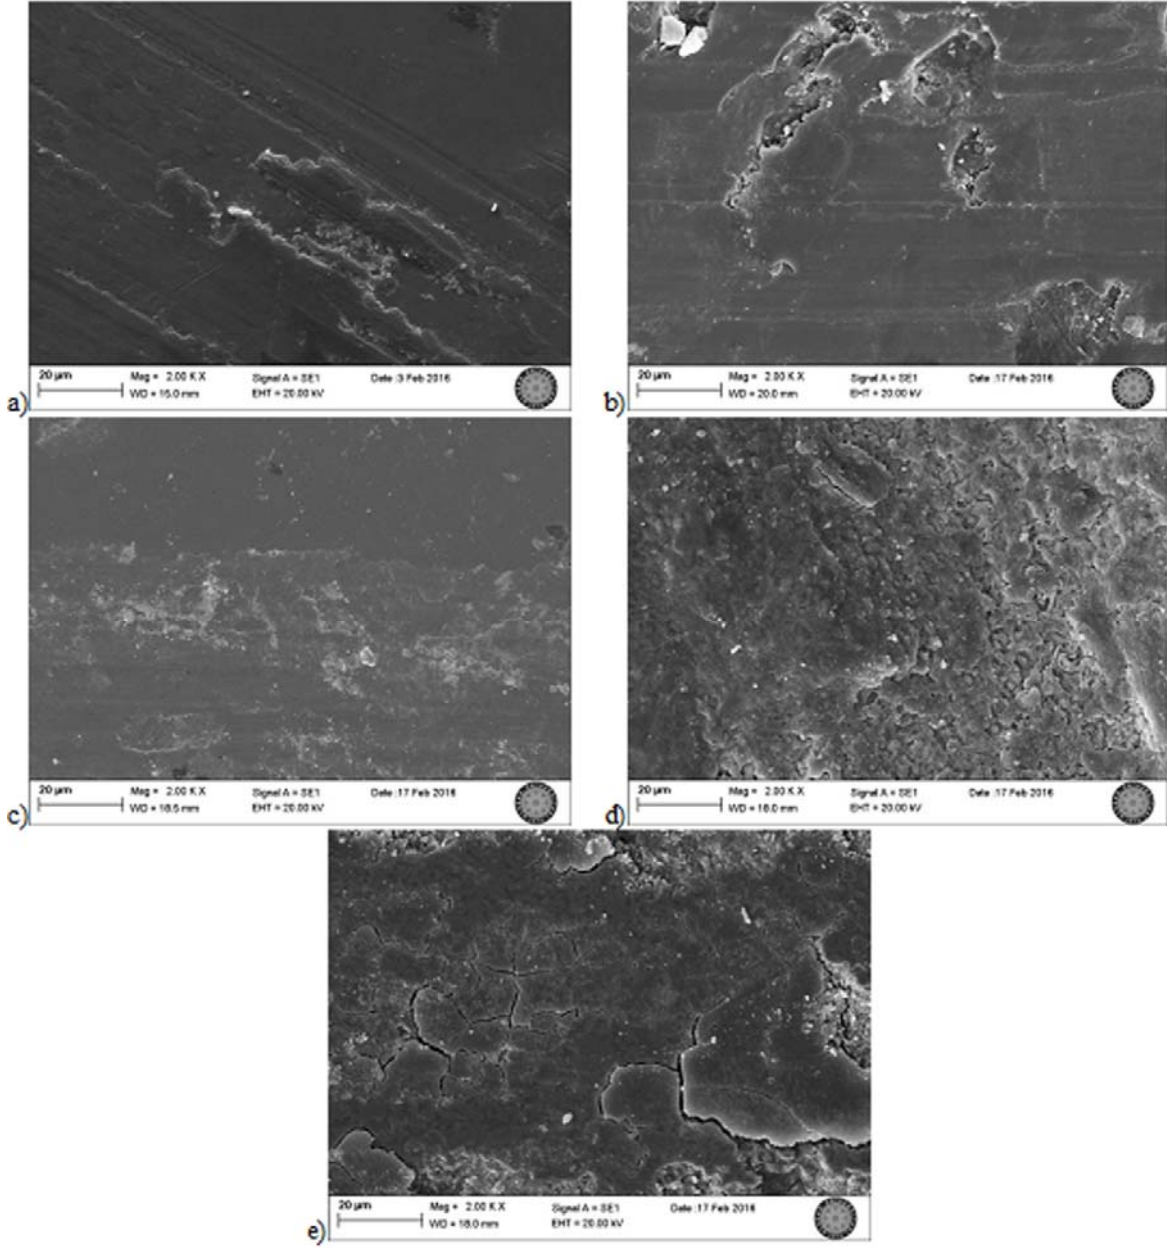 20 µm Mag = 2.00 K X Signal A = SE1 Date :3 Feb 2016
WD = 15.0 mm EHT = 20.00 kV
a)
20 µm Mag = 2.00 K X Signal A = SE1 Date :17 Feb 2016
WD = 20.0 mm EHT = 20.00 kV
b)
20 µm Mag = 2.00 K X Signal A = SE1 Date :17 Feb 2016
WD = 18.5 mm EHT = 20.00 kV
c)
20 µm Mag = 2.00 K X Signal A = SE1 Date :17 Feb 2016
WD = 18.0 mm EHT = 20.00 kV
d)
20 µm Mag = 2.00 K X Signal A = SE1 Date :17 Feb 2016
WD = 18.0 mm EHT = 20.00 kV
e)